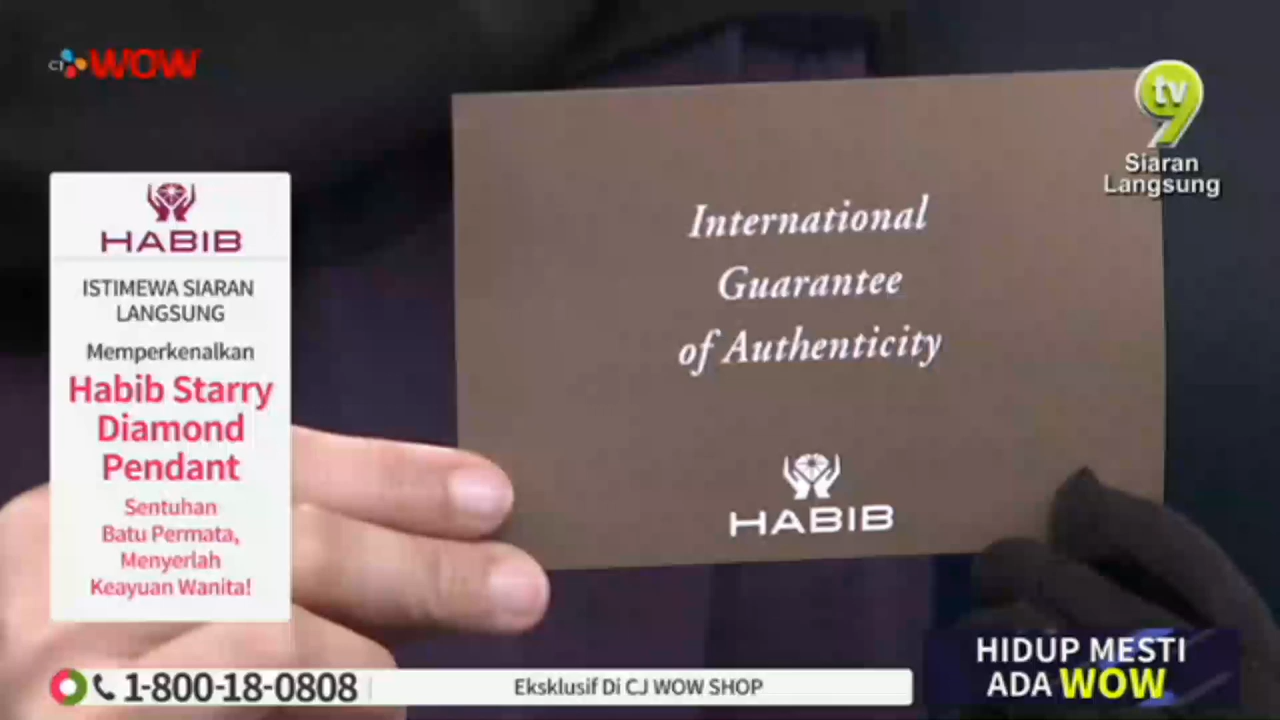 CJ WOW
tv9
Siaran
Langsung
HABIB
ISTIMEWA SIARAN
LANGSUNG
Memperkenalkan
Habib Starry
Diamond
Pendant
Sentuhan
Batu Permata,
Menyerlah
Keayuan Wanita!
International
Guarantee
of Authenticity
HABIB
1-800-18-0808
Eksklusif Di CJ WOW SHOP
HIDUP MESTI
ADA WOW